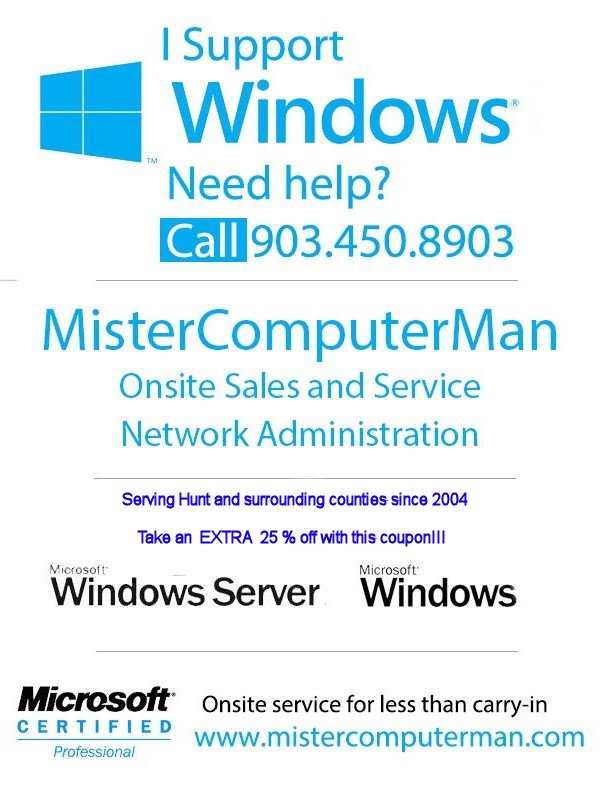 I Support
Windows®
™
Need help?
Call 903.450.8903
MisterComputerMan
Onsite Sales and Service
Network Administration
Serving Hunt and surrounding counties since 2004
Take an EXTRA 25 % off with this coupon!!!
Microsoft
Windows Server
Microsoft
Windows
Microsoft
CERTIFIED
Professional
Onsite service for less than carry-in
www.mistercomputerman.com